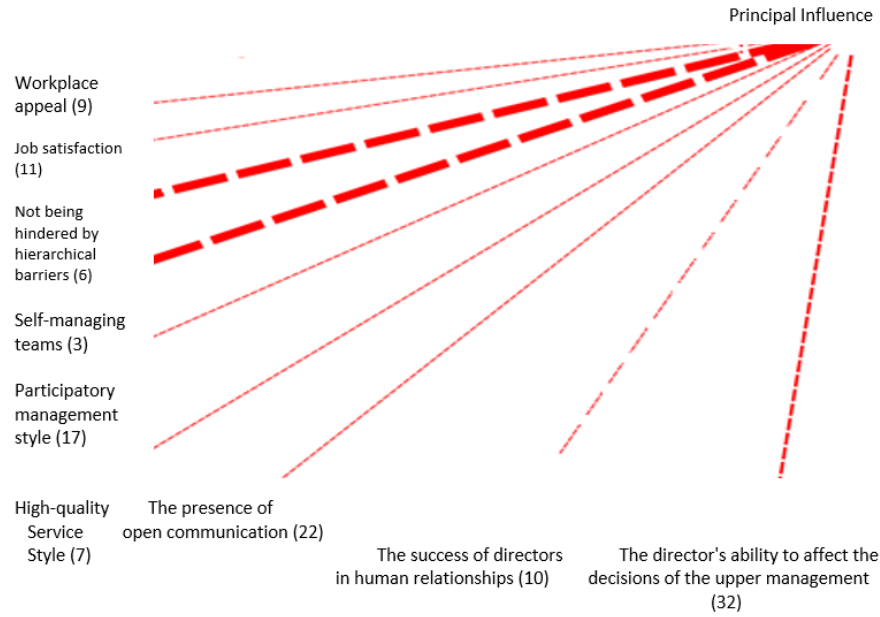 Principal Influence
Workplace
appeal (9)
Job satisfaction
(11)
Not being
hindered by
hierarchical
barriers (6)
Self-managing
teams (3)
Participatory
management
style (17)
High-quality
Service
Style (7)
The presence of
open communication (22)
The success of directors
in human relationships (10)
The director's ability to affect the
decisions of the upper management
(32)